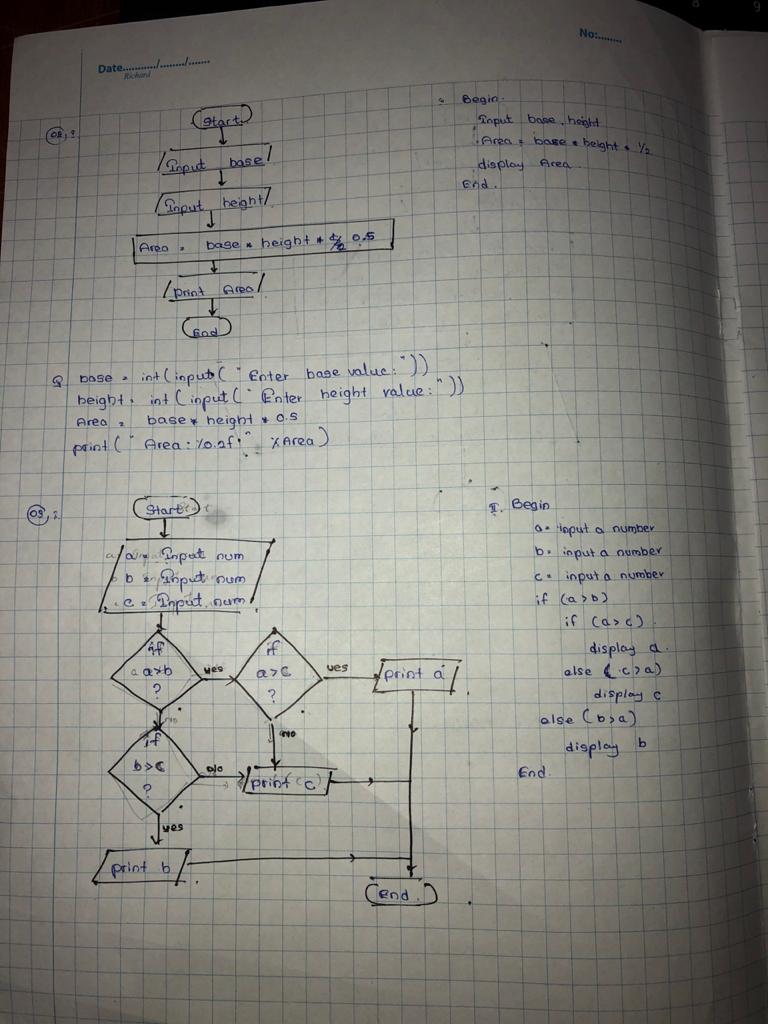 No:........
Date.........../......../.......
Richard
Start
Input base
Input height
Area = base * height * 0.5
print Area
End
Begin
Input base, height
Area = base * height * 1/2
display Area
End.
base = int(input("Enter base value:"))
height = int(input("Enter height value:"))
Area = base * height * 0.5
print("Area: %0.2f" %Area)
Start
a = Input num
b = Input num
c = Input num
if
a>b
?
yes
if
a>c
?
yes
print a
no
no
if
b>c
?
no
print c
yes
print b
End.
I. Begin
a = input a number
b = input a number
c = input a number
if (a>b)
if (a>c)
display a
else (c>a)
display c
else (b>a)
display b
End.